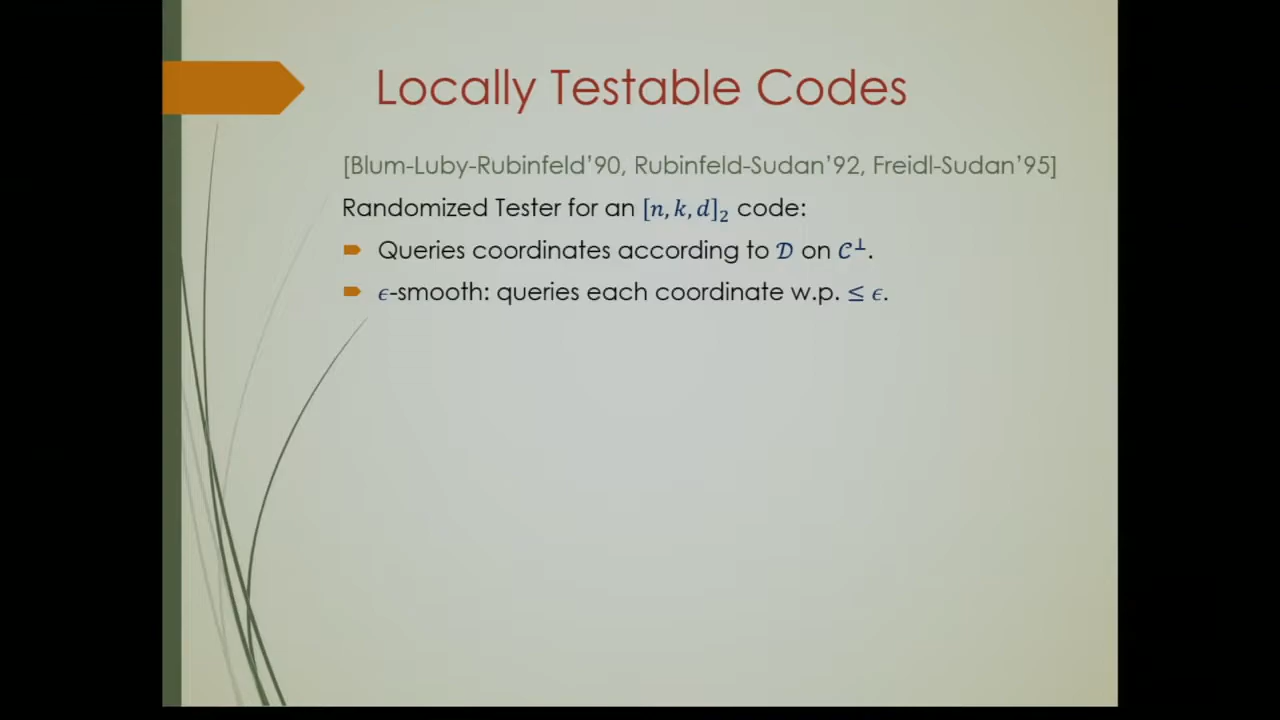 Locally Testable Codes
[Blum-Luby-Rubinfeld'90, Rubinfeld-Sudan'92, Freidl-Sudan'95]
Randomized Tester for an [n, k, d]₂ code:
Queries coordinates according to 𝒟 on 𝒞⊥.
ϵ-smooth: queries each coordinate w.p. ≤ ϵ.